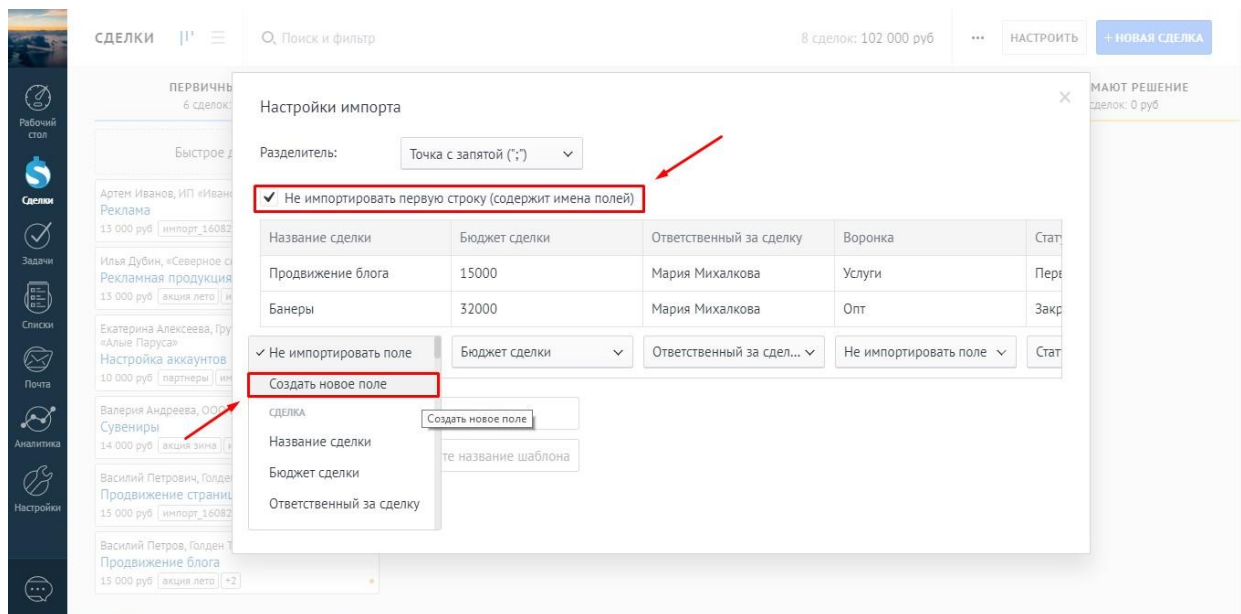 СДЕЛКИ
Поиск и фильтр
8 сделок: 102 000 руб
НАСТРОИТЬ
+ НОВАЯ СДЕЛКА
Рабочий
стол
Сделки
Задачи
Списки
Почта
Аналитика
Настройки
ПЕРВИЧНЫ
6 сделок:
МАЮТ РЕШЕНИЕ
сделок: 0 руб
Быстрое д
Артем Иванов, ИП «Ивано
Реклама
13 000 руб импорт_16082
Илья Дубин, «Северное с
Рекламная продукция
13 000 руб акция лето
Екатерина Алексеева, Гру
«Алые Паруса»
Настройка аккаунтов
10 000 руб партнеры им
Валерия Андреева, ООО
Сувениры
14 000 руб акция зима
Василий Петрович, Голде
Продвижение страниц
15 000 руб импорт_16082
Василий Петров, Голден Т
Продвижение блога
15 000 руб акция лето +2
Настройки импорта
Разделитель:
Точка с запятой (";")
Не импортировать первую строку (содержит имена полей)
Название сделки Бюджет сделки Ответственный за сделку Воронка Стат
Продвижение блога 15000 Мария Михалкова Услуги Перв
Банеры 32000 Мария Михалкова Опт Закр
Не импортировать поле Бюджет сделки Ответственный за сдел... Не импортировать поле Стат
Создать новое поле
СДЕЛКА
Создать новое поле
Название сделки
те название шаблона
Бюджет сделки
Ответственный за сделку